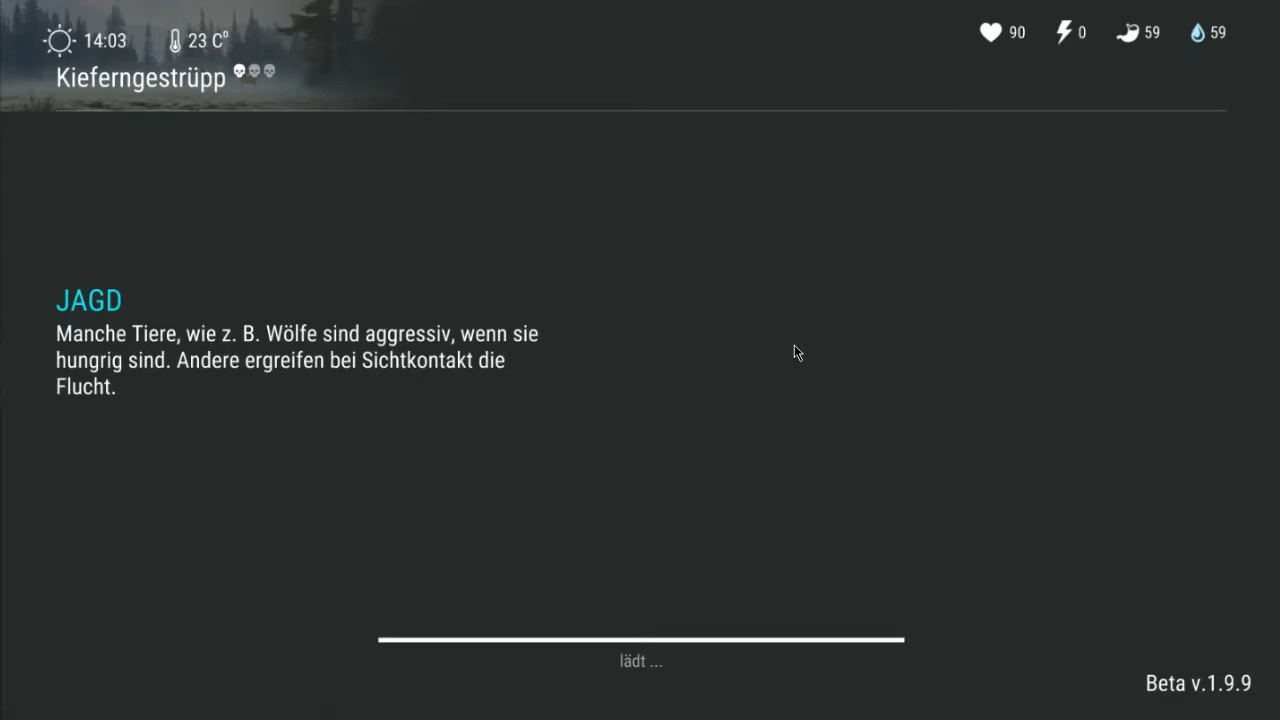 14:03 23 C° 90 0 59 59
Kieferngestrüpp
JAGD
Manche Tiere, wie z. B. Wölfe sind aggressiv, wenn sie
hungrig sind. Andere ergreifen bei Sichtkontakt die
Flucht.
lädt ...
Beta v.1.9.9